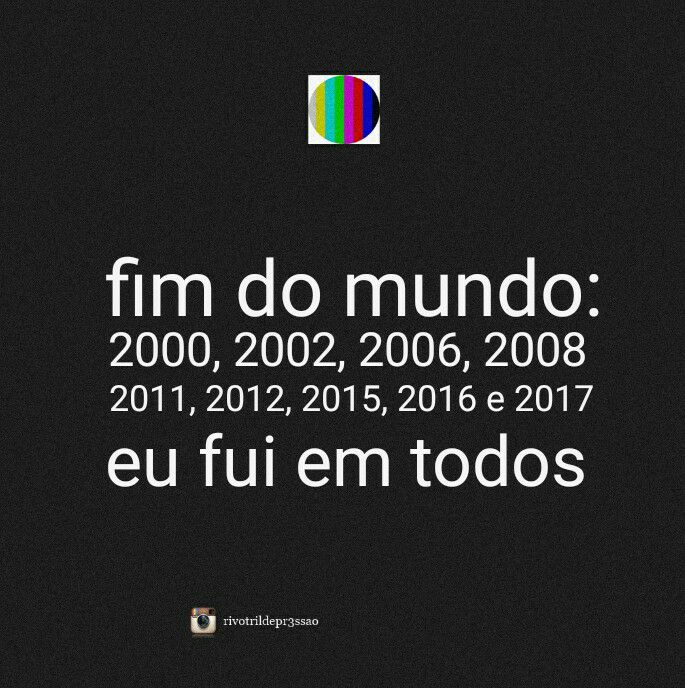 fim do mundo:
2000, 2002, 2006, 2008
2011, 2012, 2015, 2016 e 2017
eu fui em todos
rivotrildepr3ssao